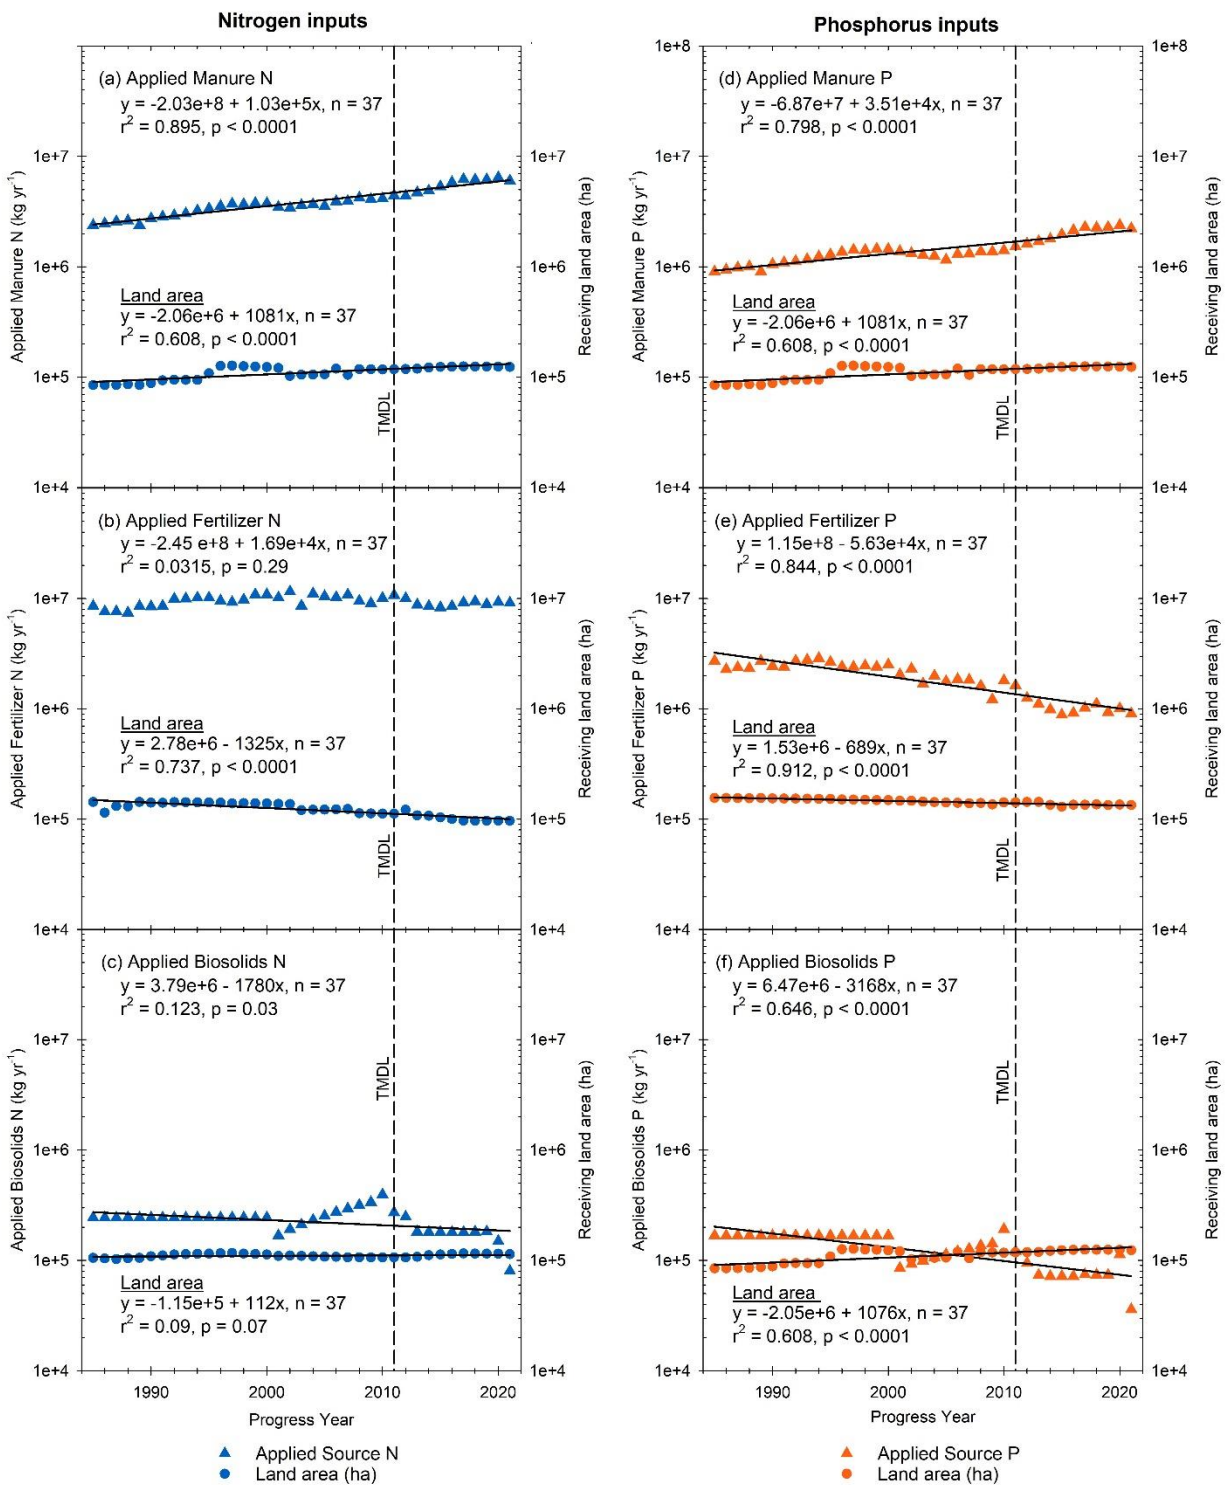 Nitrogen inputs
Phosphorus inputs
(a) Applied Manure N
y = -2.03e+8 + 1.03e+5x, n = 37
r² = 0.895, p < 0.0001
Land area
y = -2.06e+6 + 1081x, n = 37
r² = 0.608, p < 0.0001
TMDL
1e+7
1e+6
1e+5
1e+4
Applied Manure N (kg yr⁻¹)
1e+7
1e+6
1e+5
1e+4
Receiving land area (ha)
(d) Applied Manure P
y = -6.87e+7 + 3.51e+4x, n = 37
r² = 0.798, p < 0.0001
Land area
y = -2.06e+6 + 1081x, n = 37
r² = 0.608, p < 0.0001
TMDL
1e+8
1e+7
1e+6
1e+5
1e+4
Applied Manure P (kg yr⁻¹)
1e+8
1e+7
1e+6
1e+5
1e+4
Receiving land area (ha)
(b) Applied Fertilizer N
y = -2.45 e+8 + 1.69e+4x, n = 37
r² = 0.0315, p = 0.29
Land area
y = 2.78e+6 - 1325x, n = 37
r² = 0.737, p < 0.0001
TMDL
1e+7
1e+6
1e+5
1e+4
Applied Fertilizer N (kg yr⁻¹)
1e+7
1e+6
1e+5
1e+4
Receiving land area (ha)
(e) Applied Fertilizer P
y = 1.15e+8 - 5.63e+4x, n = 37
r² = 0.844, p < 0.0001
Land area
y = 1.53e+6 - 689x, n = 37
r² = 0.912, p < 0.0001
TMDL
1e+7
1e+6
1e+5
1e+4
Applied Fertilizer P (kg yr⁻¹)
1e+7
1e+6
1e+5
1e+4
Receiving land area (ha)
(c) Applied Biosolids N
y = 3.79e+6 - 1780x, n = 37
r² = 0.123, p = 0.03
TMDL
Land area
y = -1.15e+5 + 112x, n = 37
r² = 0.09, p = 0.07
1e+7
1e+6
1e+5
1e+4
Applied Biosolids N (kg yr⁻¹)
1e+7
1e+6
1e+5
1e+4
Receiving land area (ha)
1990 2000 2010 2020
Progress Year
(f) Applied Biosolids P
y = 6.47e+6 - 3168x, n = 37
r² = 0.646, p < 0.0001
TMDL
Land area
y = -2.05e+6 + 1076x, n = 37
r² = 0.608, p < 0.0001
1e+7
1e+6
1e+5
1e+4
Applied Biosolids P (kg yr⁻¹)
1e+7
1e+6
1e+5
1e+4
Receiving land area (ha)
1990 2000 2010 2020
Progress Year
Applied Source N
Land area (ha)
Applied Source P
Land area (ha)